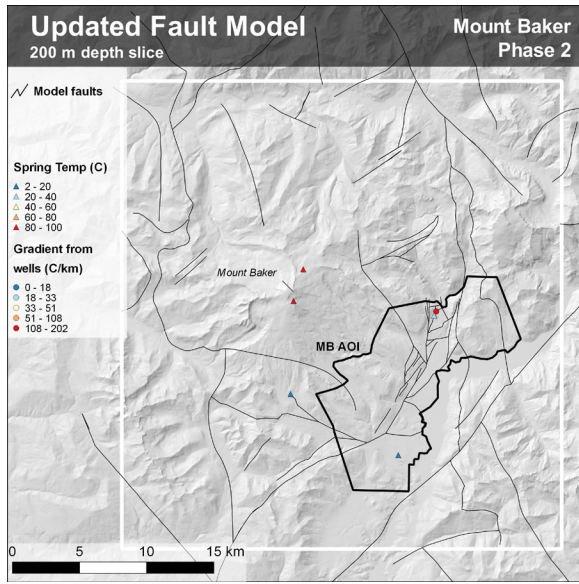 Updated Fault Model
200 m depth slice
Mount Baker
Phase 2
Model faults
Spring Temp (C)
2 - 20
20 - 40
40 - 60
60 - 80
80 - 100
Gradient from
wells (C/km)
0 - 18
18 - 33
33 - 51
51 - 108
108 - 202
Mount Baker
MB AOI
0 5 10 15 km